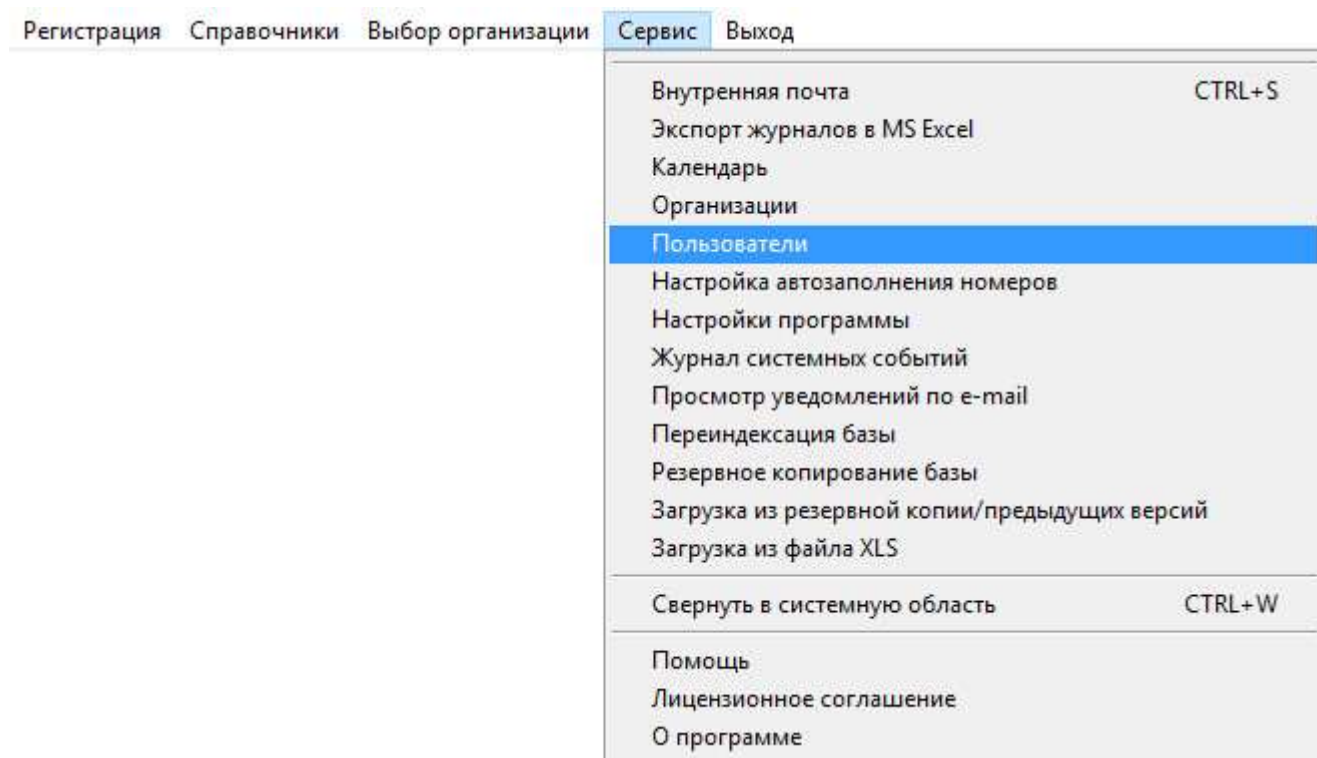 Регистрация Справочники Выбор организации Сервис Выход
Внутренняя почта CTRL+S
Экспорт журналов в MS Excel
Календарь
Организации
Пользователи
Настройка автозаполнения номеров
Настройки программы
Журнал системных событий
Просмотр уведомлений по e-mail
Переиндексация базы
Резервное копирование базы
Загрузка из резервной копии/предыдущих версий
Загрузка из файла XLS
Свернуть в системную область CTRL+W
Помощь
Лицензионное соглашение
О программе